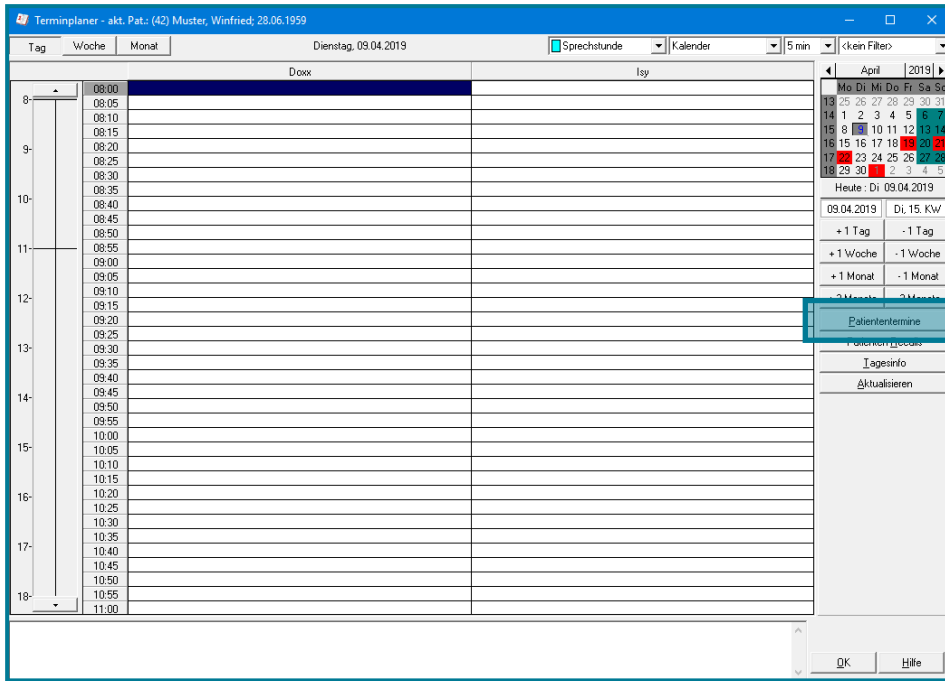 Terminplaner - akt. Pat.: (42) Muster, Winfried; 28.06.1959
Tag Woche Monat Dienstag, 09.04.2019 Sprechstunde Kalender 5 min <kein Filter>
Doxx Isy
April 2019
Mo Di Mi Do Fr Sa So
13 25 26 27 28 29 30 31
14 1 2 3 4 5 6 7
15 8 9 10 11 12 13 14
16 15 16 17 18 19 20 21
17 22 23 24 25 26 27 28
18 29 30 1 2 3 4 5
Heute : Di 09.04.2019
09.04.2019 Di, 15. KW
+ 1 Tag - 1 Tag
+ 1 Woche - 1 Woche
+ 1 Monat - 1 Monat
Patiententermine
Tagesinfo
Aktualisieren
8-
9-
10-
11-
12-
13-
14-
15-
16-
17-
18-
08:00
08:05
08:10
08:15
08:20
08:25
08:30
08:35
08:40
08:45
08:50
08:55
09:00
09:05
09:10
09:15
09:20
09:25
09:30
09:35
09:40
09:45
09:50
09:55
10:00
10:05
10:10
10:15
10:20
10:25
10:30
10:35
10:40
10:45
10:50
10:55
11:00
OK Hilfe